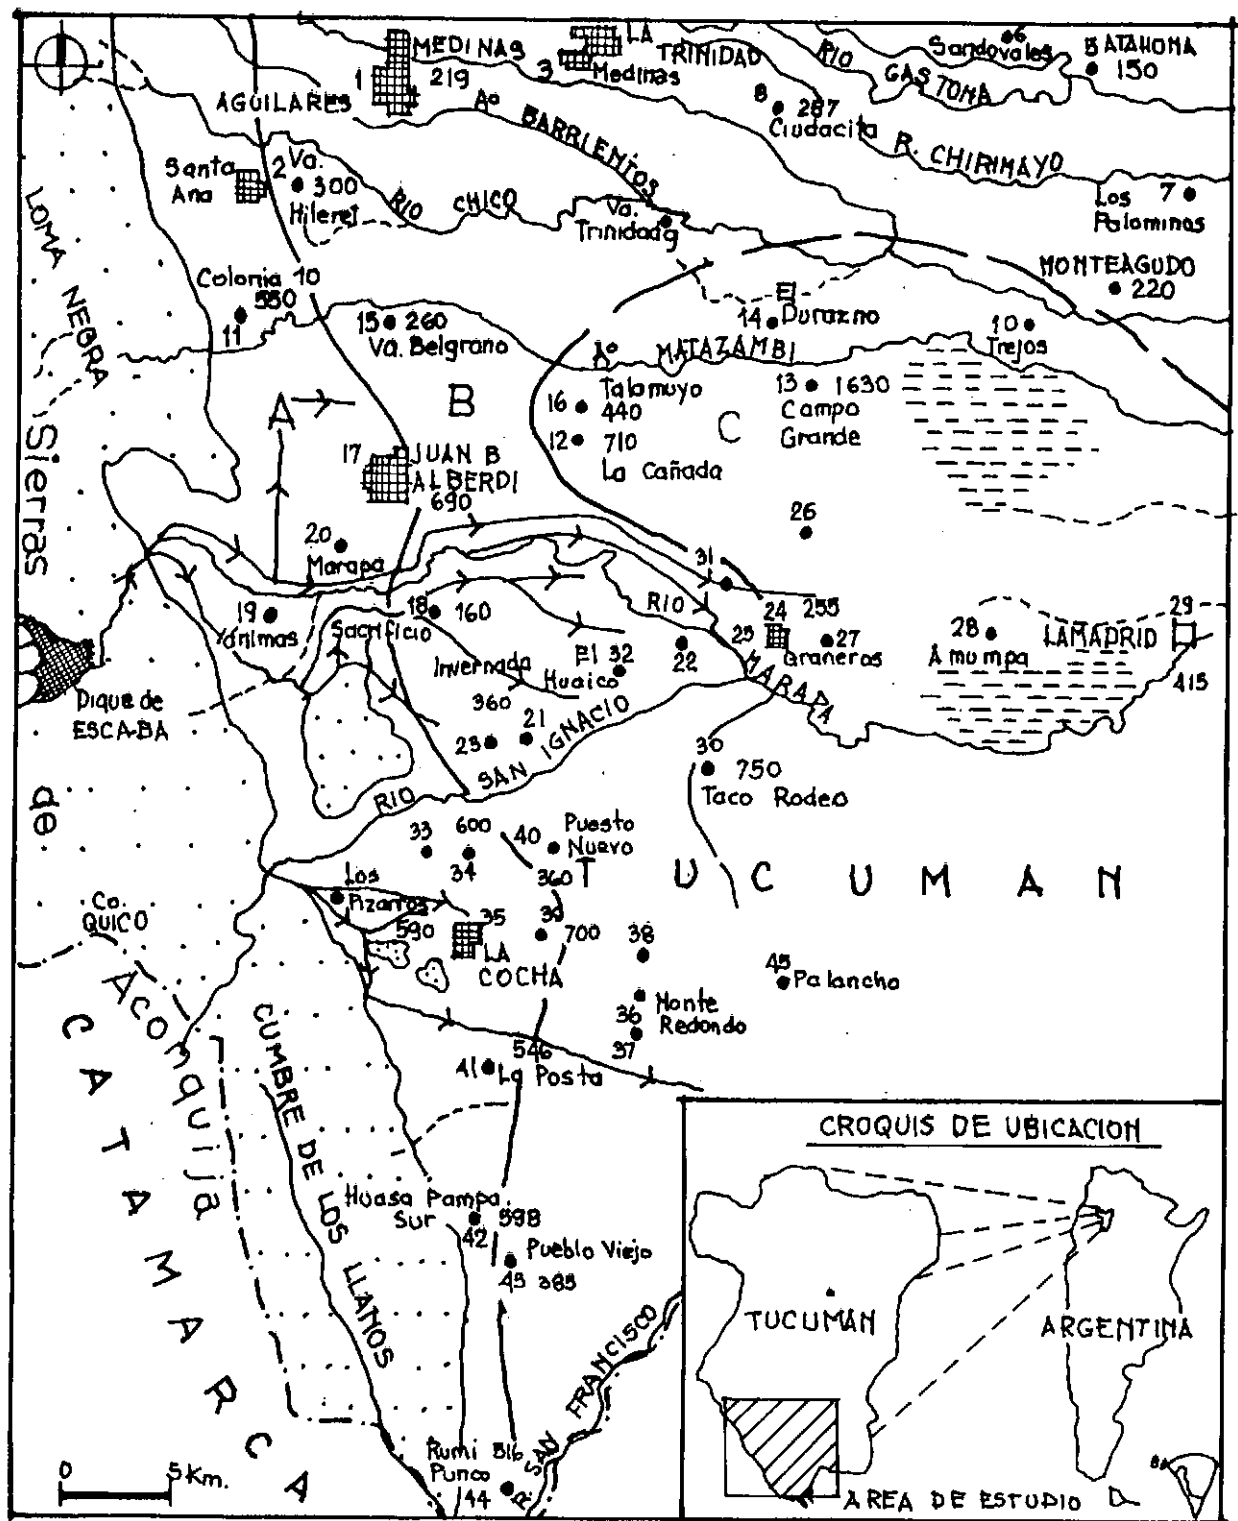 MEDINAS
1
219
AGUILARES
LA
TRINIDAD
3
Medinas
RIO
GASTONA
6
Sandovales
5
BATAHOMA
150
8
287
Ciudacita
R. CHIRIMAYO
7
Los
Palominos
Aº
BARRIENTOS
Santa
Ana
2
Va.
300
Hileret
RIO
CHICO
Va.
Trinidad
9
LOMA NEGRA
MONTEAGUDO
220
Colonia 10
550
11
15
260
Va. Belgrano
El
Durazno
14
10
Trejos
Aº
MATAZAMBI
A
B
C
16
Talamuyo
440
12
710
La Cañada
13
1630
Campo
Grande
17
JUAN B
ALBERDI
690
26
20
Marapa
31
Sierras
de
19
Yánimas
18
160
Sacrificio
RIO
MARAPA
24
255
25
27
Graneros
28
Amumpa
LAMADRID
29
415
Dique de
ESCABA
Invernada
360
El
32
Huaico
22
23
21
RIO
SAN IGNACIO
30
750
Taco Rodeo
33
600
34
40
Puesto
Nuevo
360
TUCUMAN
Co.
QUICO
Los
Pizarros
590
35
LA
COCHA
39
700
38
45
Palancho
36
Monte
Redondo
37
Aconquija
CATAMARCA
CUMBRE DE LOS LLANOS
546
41
La Posta
Huasa Pampa
Sur
598
42
Pueblo Viejo
43
385
R. SAN FRANCISCO
Rumi
316
Punco
44
0
5 Km.
CROQUIS DE UBICACION
TUCUMAN
ARGENTINA
AREA DE ESTUDIO